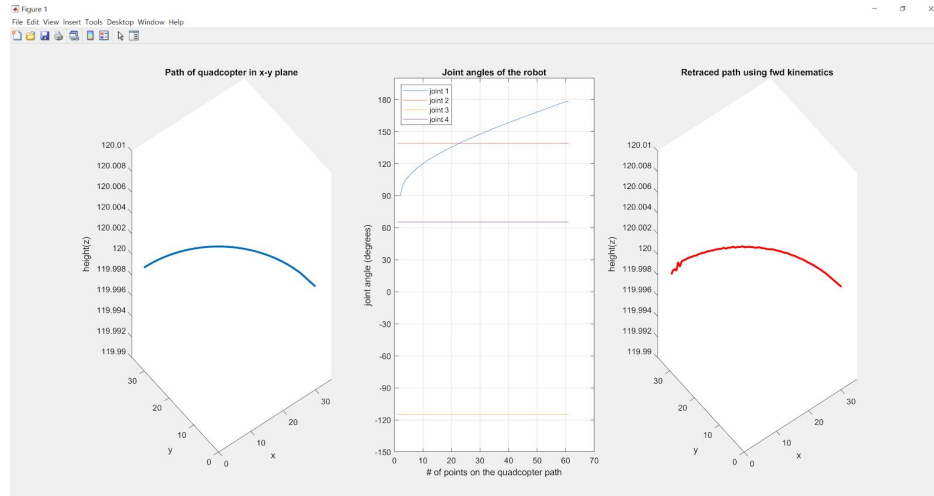 Figure 1
File Edit View Insert Tools Desktop Window Help
Path of quadcopter in x-y plane
120.01
120.008
120.006
120.004
120.002
120
119.998
119.996
119.994
119.992
119.99
height(z)
30
20
10
0
y
0
10
20
30
x
Joint angles of the robot
joint 1
joint 2
joint 3
joint 4
180
150
120
90
60
30
0
-30
-60
-90
-120
-150
joint angle (degrees)
0 10 20 30 40 50 60 70
# of points on the quadcopter path
Retraced path using fwd kinematics
120.01
120.008
120.006
120.004
120.002
120
119.998
119.996
119.994
119.992
119.99
height(z)
30
20
10
0
y
0
10
20
30
x